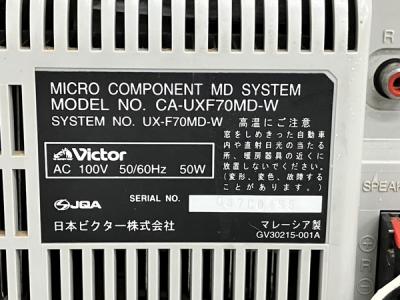 MICRO COMPONENT MD SYSTEM
MODEL NO. CA-UXF70MD-W
SYSTEM NO. UX-F70MD-W
高温にご注意
窓をしめきった自動車
内や直射日光の当たる
所、暖房器具の近くに
放置しないでください。
(変形、変色、故障する
ことがあります。)
Victor
AC 100V 50/60Hz 50W
SERIAL NO.
JQA
日本ビクター株式会社
マレーシア製
GV30215-001A
R
SPEAK